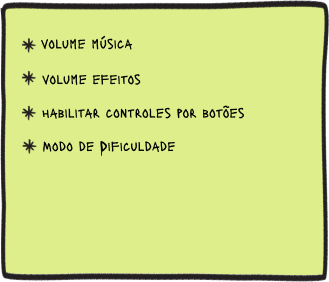 * VOLUME MÚSICA
* VOLUME EFEITOS
* HABILITAR CONTROLES POR BOTÕES
* MODO DE DIFICULDADE